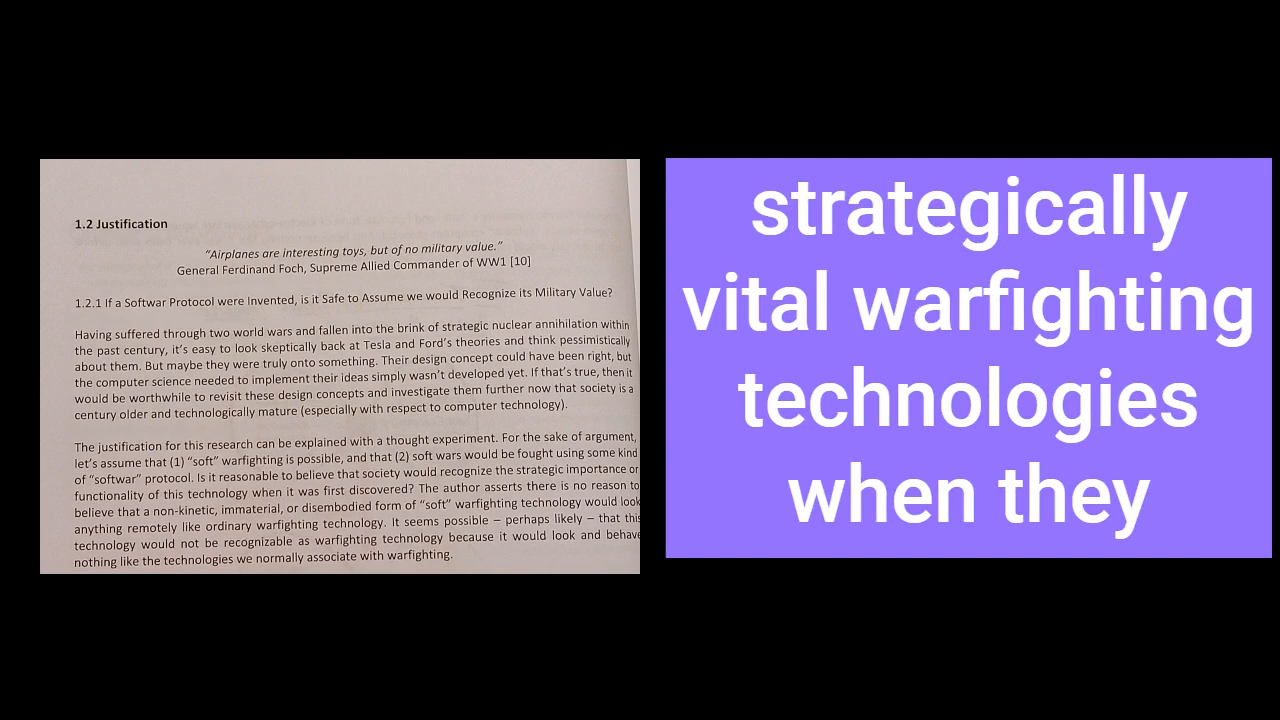 1.2 Justification
“Airplanes are interesting toys, but of no military value.”
General Ferdinand Foch, Supreme Allied Commander of WW1 [10]
1.2.1 If a Softwar Protocol were Invented, is it Safe to Assume we would Recognize its Military Value?
Having suffered through two world wars and fallen into the brink of strategic nuclear annihilation within
the past century, it’s easy to look skeptically back at Tesla and Ford’s theories and think pessimistically
about them. But maybe they were truly onto something. Their design concept could have been right, but
the computer science needed to implement their ideas simply wasn’t developed yet. If that’s true, then it
would be worthwhile to revisit these design concepts and investigate them further now that society is a
century older and technologically mature (especially with respect to computer technology).
The justification for this research can be explained with a thought experiment. For the sake of argument,
let’s assume that (1) “soft” warfighting is possible, and that (2) soft wars would be fought using some kind
of “softwar” protocol. Is it reasonable to believe that society would recognize the strategic importance or
functionality of this technology when it was first discovered? The author asserts there is no reason to
believe that a non-kinetic, immaterial, or disembodied form of “soft” warfighting technology would look
anything remotely like ordinary warfighting technology. It seems possible – perhaps likely – that this
technology would not be recognizable as warfighting technology because it would look and behave
nothing like the technologies we normally associate with warfighting.
strategically
vital warfighting
technologies
when they